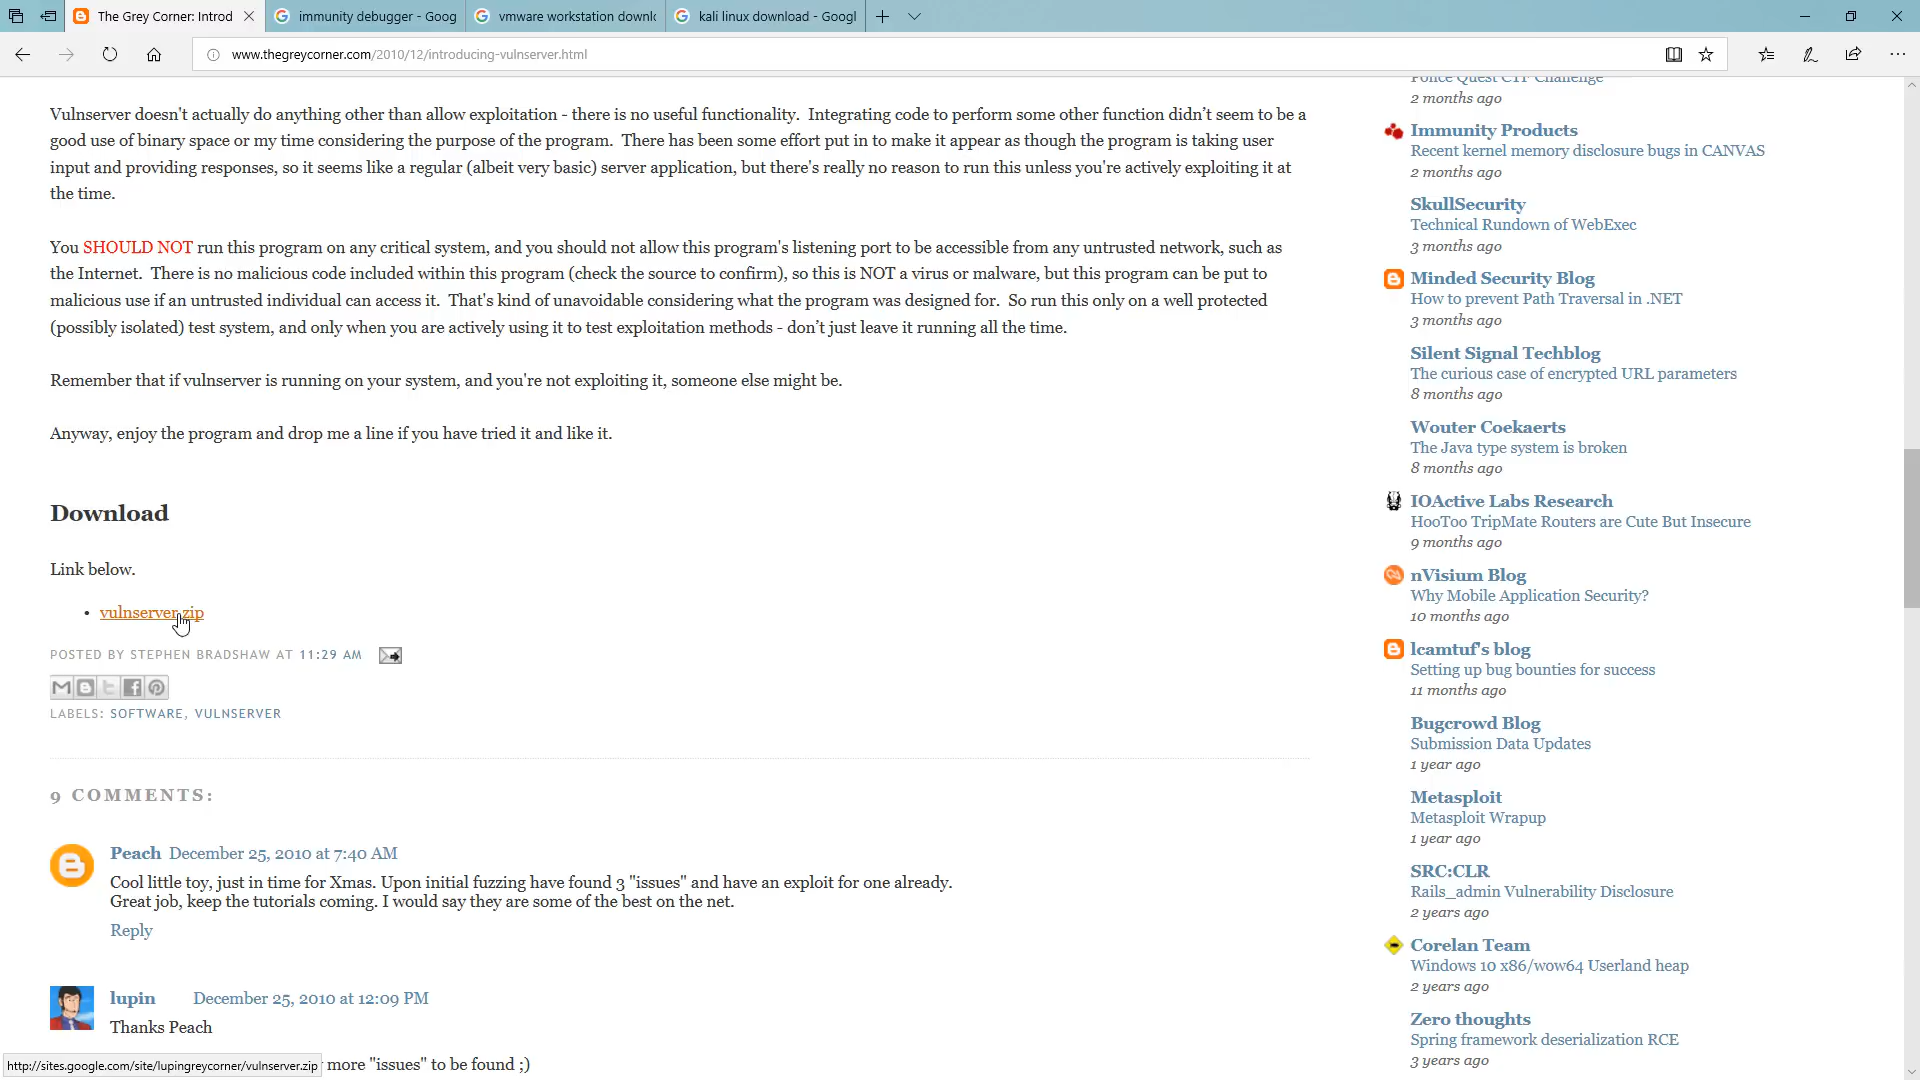 The Grey Corner: Introd
immunity debugger - Goog
vmware workstation downl
kali linux download - Googl
www.thegreycorner.com/2010/12/introducing-vulnserver.html
Vulnserver doesn't actually do anything other than allow exploitation - there is no useful functionality.  Integrating code to perform some other function didn't seem to be a
good use of binary space or my time considering the purpose of the program.  There has been some effort put in to make it appear as though the program is taking user
input and providing responses, so it seems like a regular (albeit very basic) server application, but there's really no reason to run this unless you're actively exploiting it at
the time.
You SHOULD NOT run this program on any critical system, and you should not allow this program's listening port to be accessible from any untrusted network, such as
the Internet.  There is no malicious code included within this program (check the source to confirm), so this is NOT a virus or malware, but this program can be put to
malicious use if an untrusted individual can access it.  That's kind of unavoidable considering what the program was designed for.  So run this only on a well protected
(possibly isolated) test system, and only when you are actively using it to test exploitation methods - don't just leave it running all the time.
Remember that if vulnserver is running on your system, and you're not exploiting it, someone else might be.
Anyway, enjoy the program and drop me a line if you have tried it and like it.
Download
Link below.
• vulnserver.zip
POSTED BY STEPHEN BRADSHAW AT 11:29 AM
LABELS: SOFTWARE, VULNSERVER
9 COMMENTS:
Peach December 25, 2010 at 7:40 AM
Cool little toy, just in time for Xmas. Upon initial fuzzing have found 3 "issues" and have an exploit for one already.
Great job, keep the tutorials coming. I would say they are some of the best on the net.
Reply
lupin December 25, 2010 at 12:09 PM
Thanks Peach
more "issues" to be found ;)
http://sites.google.com/site/lupingreycorner/vulnserver.zip
Police Quest CTF Challenge
2 months ago
Immunity Products
Recent kernel memory disclosure bugs in CANVAS
2 months ago
SkullSecurity
Technical Rundown of WebExec
3 months ago
Minded Security Blog
How to prevent Path Traversal in .NET
3 months ago
Silent Signal Techblog
The curious case of encrypted URL parameters
8 months ago
Wouter Coekaerts
The Java type system is broken
8 months ago
IOActive Labs Research
HooToo TripMate Routers are Cute But Insecure
9 months ago
nVisium Blog
Why Mobile Application Security?
10 months ago
lcamtuf's blog
Setting up bug bounties for success
11 months ago
Bugcrowd Blog
Submission Data Updates
1 year ago
Metasploit
Metasploit Wrapup
1 year ago
SRC:CLR
Rails_admin Vulnerability Disclosure
2 years ago
Corelan Team
Windows 10 x86/wow64 Userland heap
2 years ago
Zero thoughts
Spring framework deserialization RCE
3 years ago